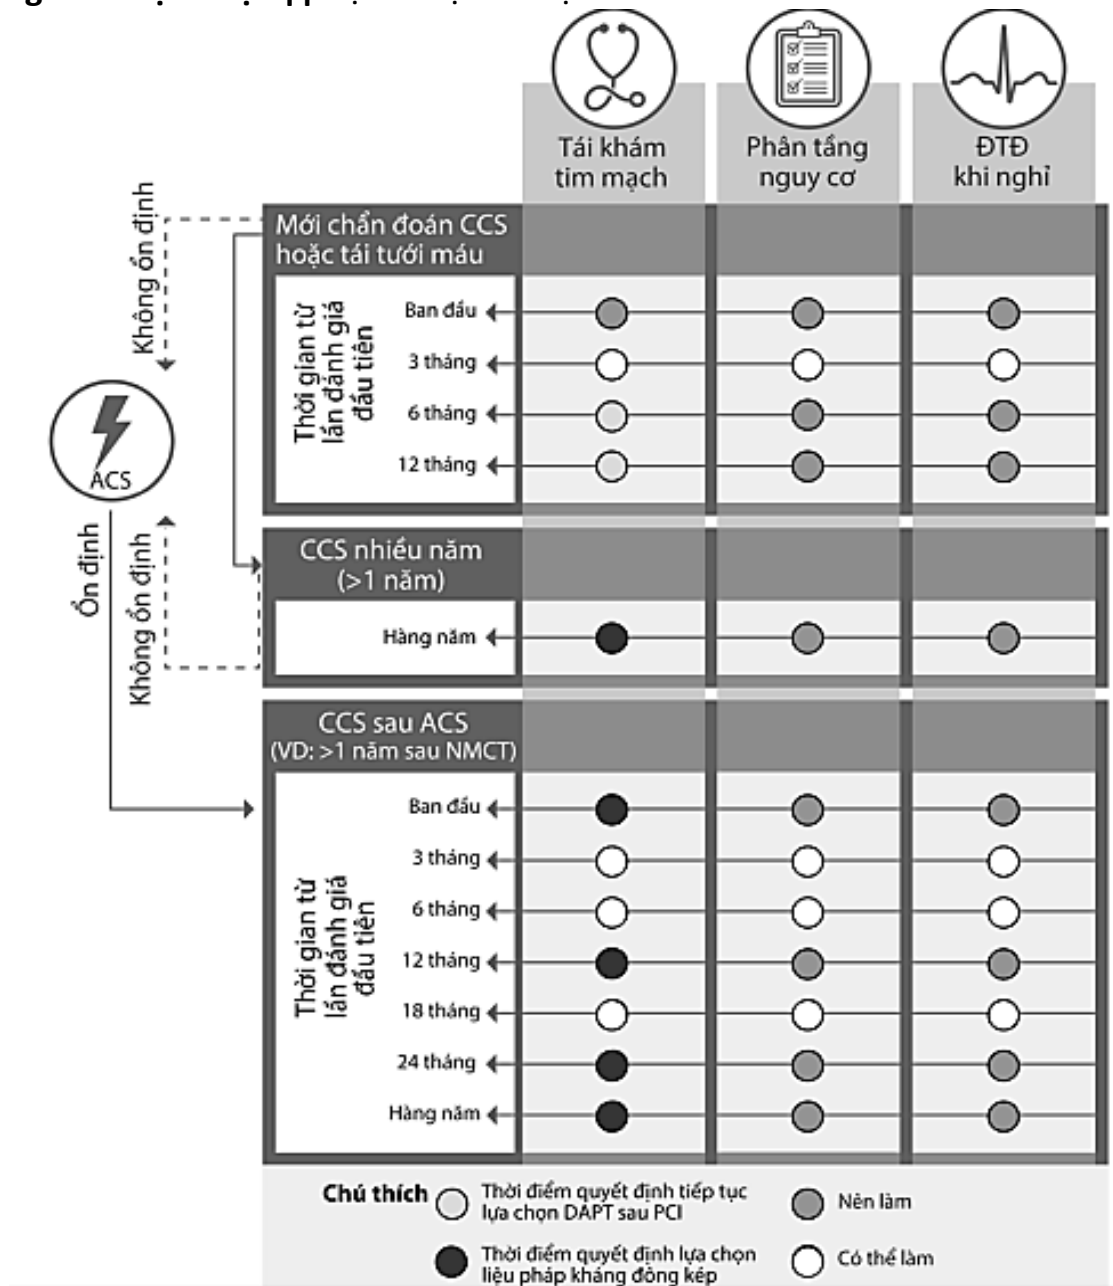 Tái khám
tim mạch
Phân tầng
nguy cơ
ĐTĐ
khi nghỉ
Mới chẩn đoán CCS
hoặc tái tưới máu
Không ổn định
Thời gian từ
lần đánh giá
đầu tiên
Ban đầu
3 tháng
6 tháng
12 tháng
ACS
Ổn định
Không ổn định
CCS nhiều năm
(>1 năm)
Hàng năm
CCS sau ACS
(VD: >1 năm sau NMCT)
Thời gian từ
lần đánh giá
đầu tiên
Ban đầu
3 tháng
6 tháng
12 tháng
18 tháng
24 tháng
Hàng năm
Chú thích
Thời điểm quyết định tiếp tục
lựa chọn DAPT sau PCI
Nên làm
Thời điểm quyết định lựa chọn
liệu pháp kháng đông kép
Có thể làm